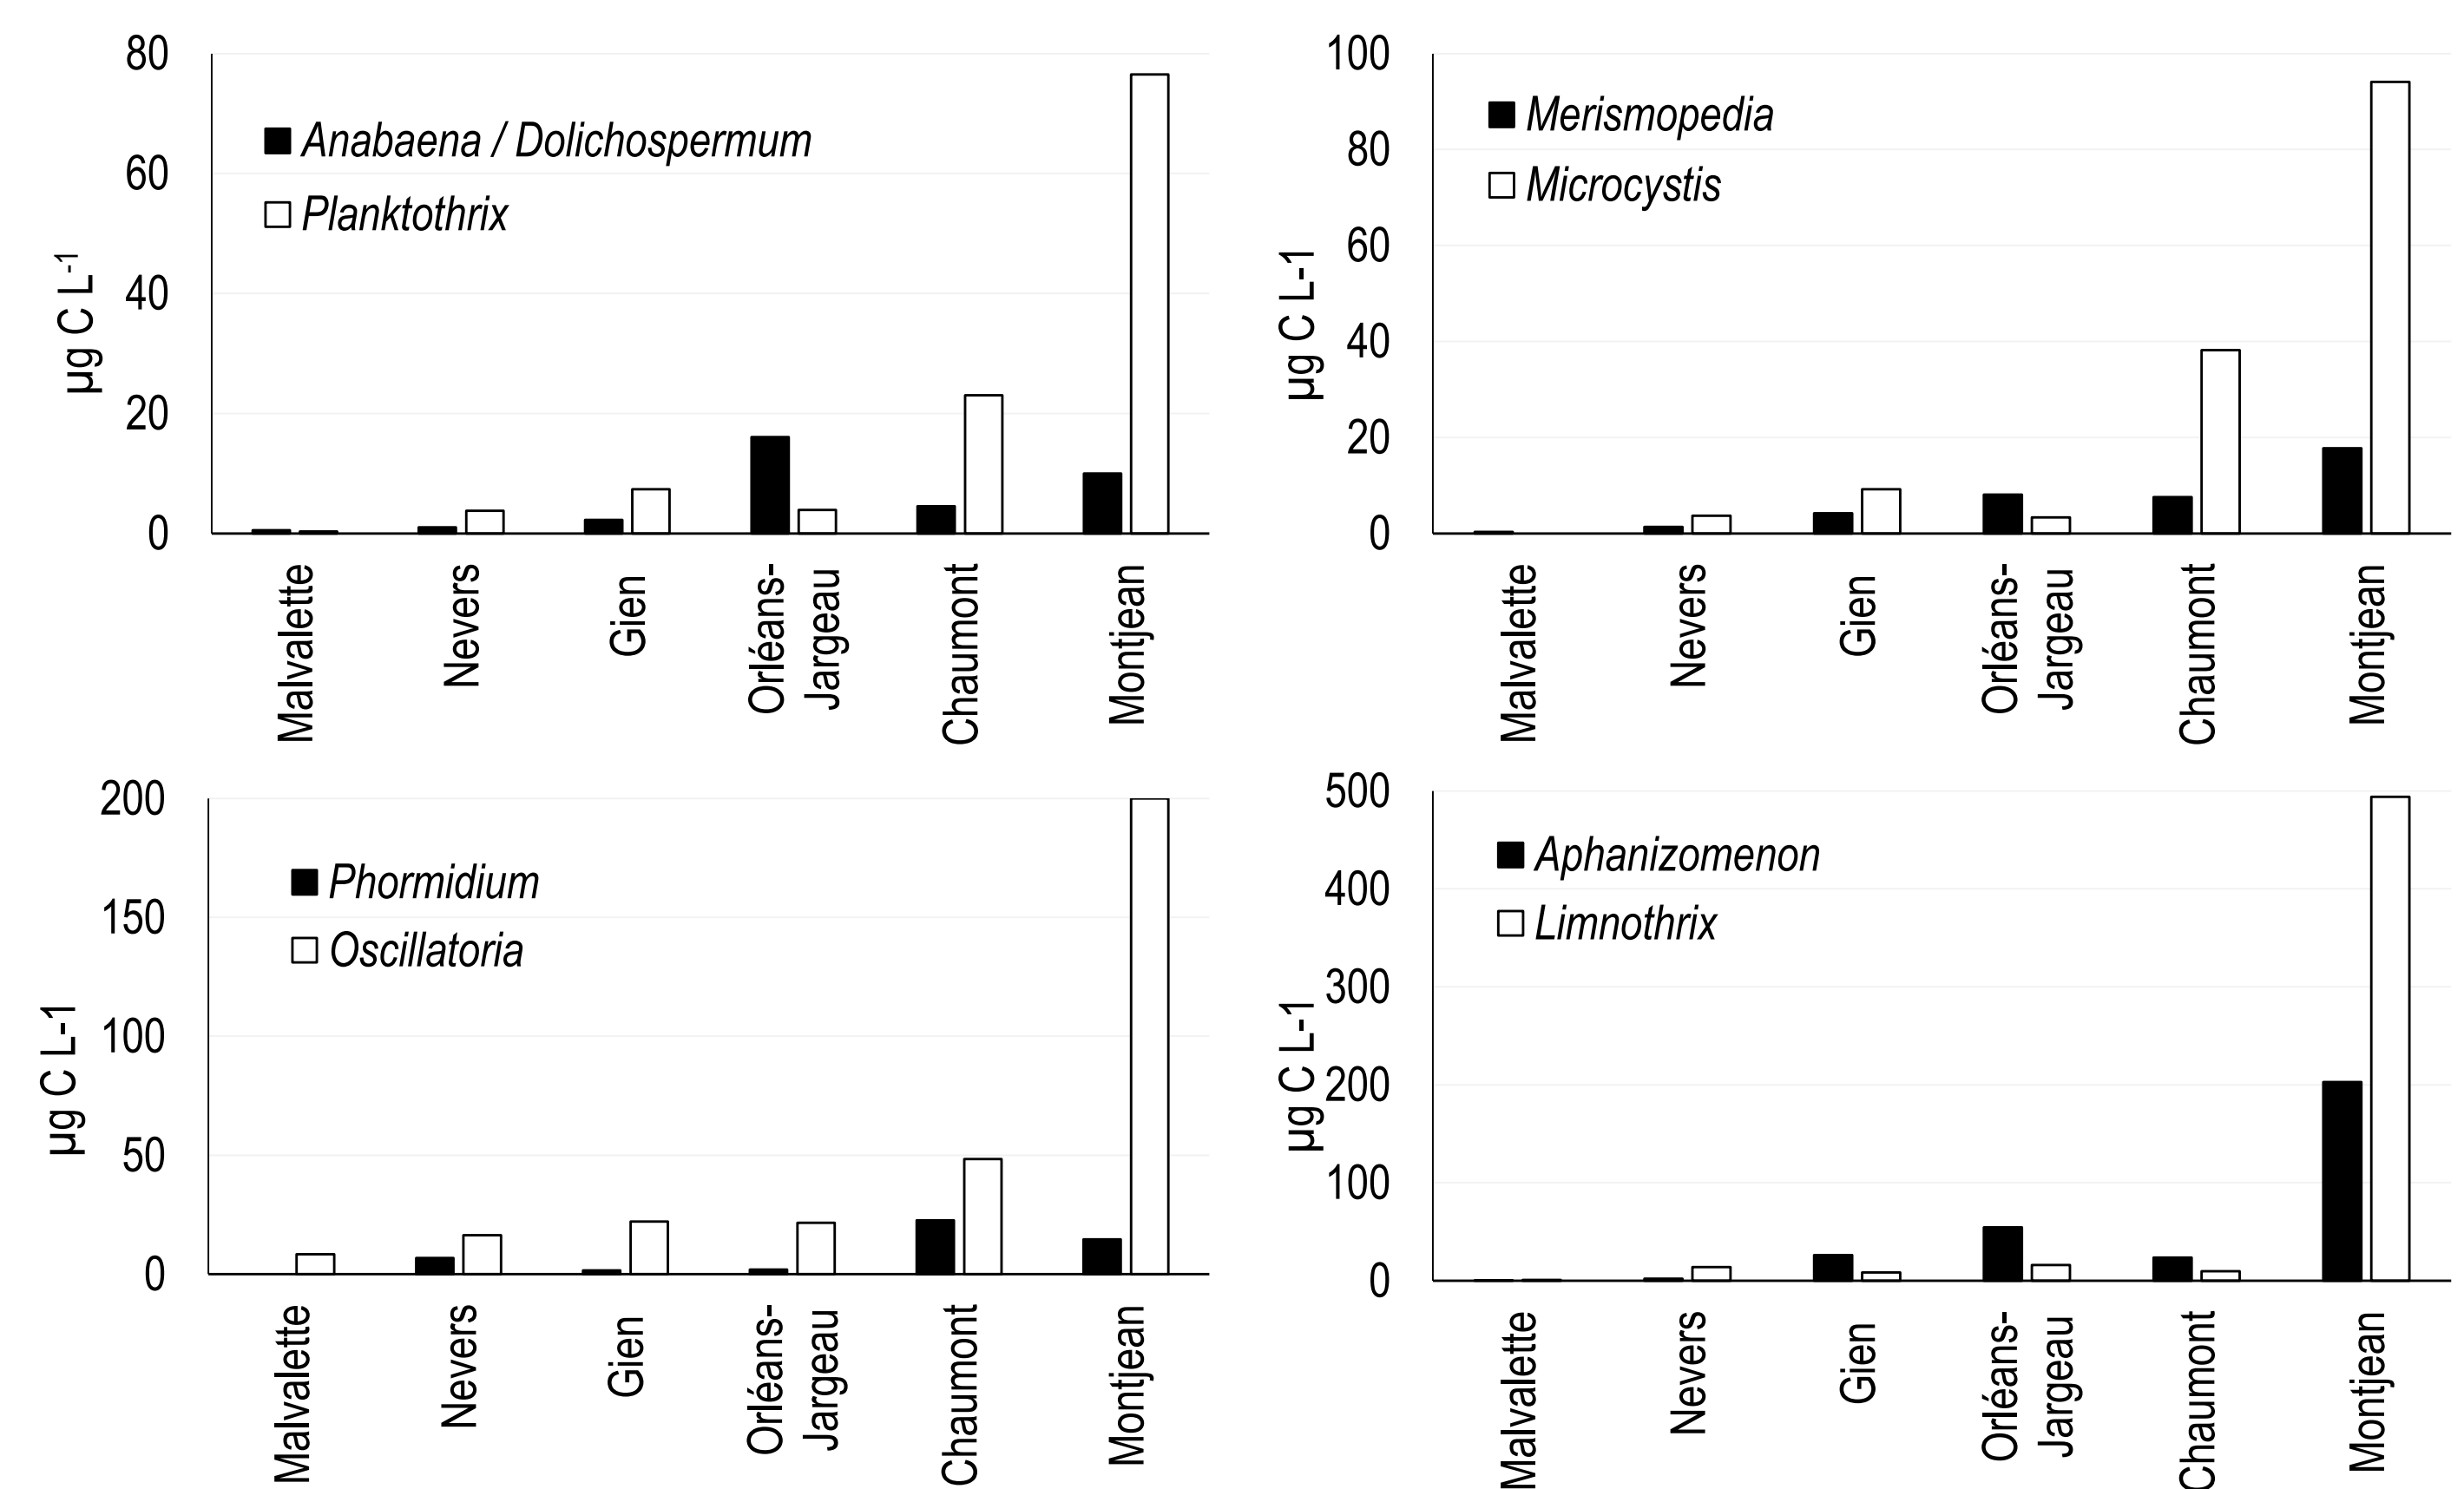 80
60
40
20
0
µg C L-1
Anabaena / Dolichospermum
Planktothrix
Malvalette
Nevers
Gien
Orléans-
Jargeau
Chaumont
Montjean
100
80
60
40
20
0
µg C L-1
Merismopedia
Microcystis
Malvalette
Nevers
Gien
Orléans-
Jargeau
Chaumont
Montjean
200
150
100
50
0
µg C L-1
Phormidium
Oscillatoria
Malvalette
Nevers
Gien
Orléans-
Jargeau
Chaumont
Montjean
500
400
300
200
100
0
µg C L-1
Aphanizomenon
Limnothrix
Malvalette
Nevers
Gien
Orléans-
Jargeau
Chaumont
Montjean